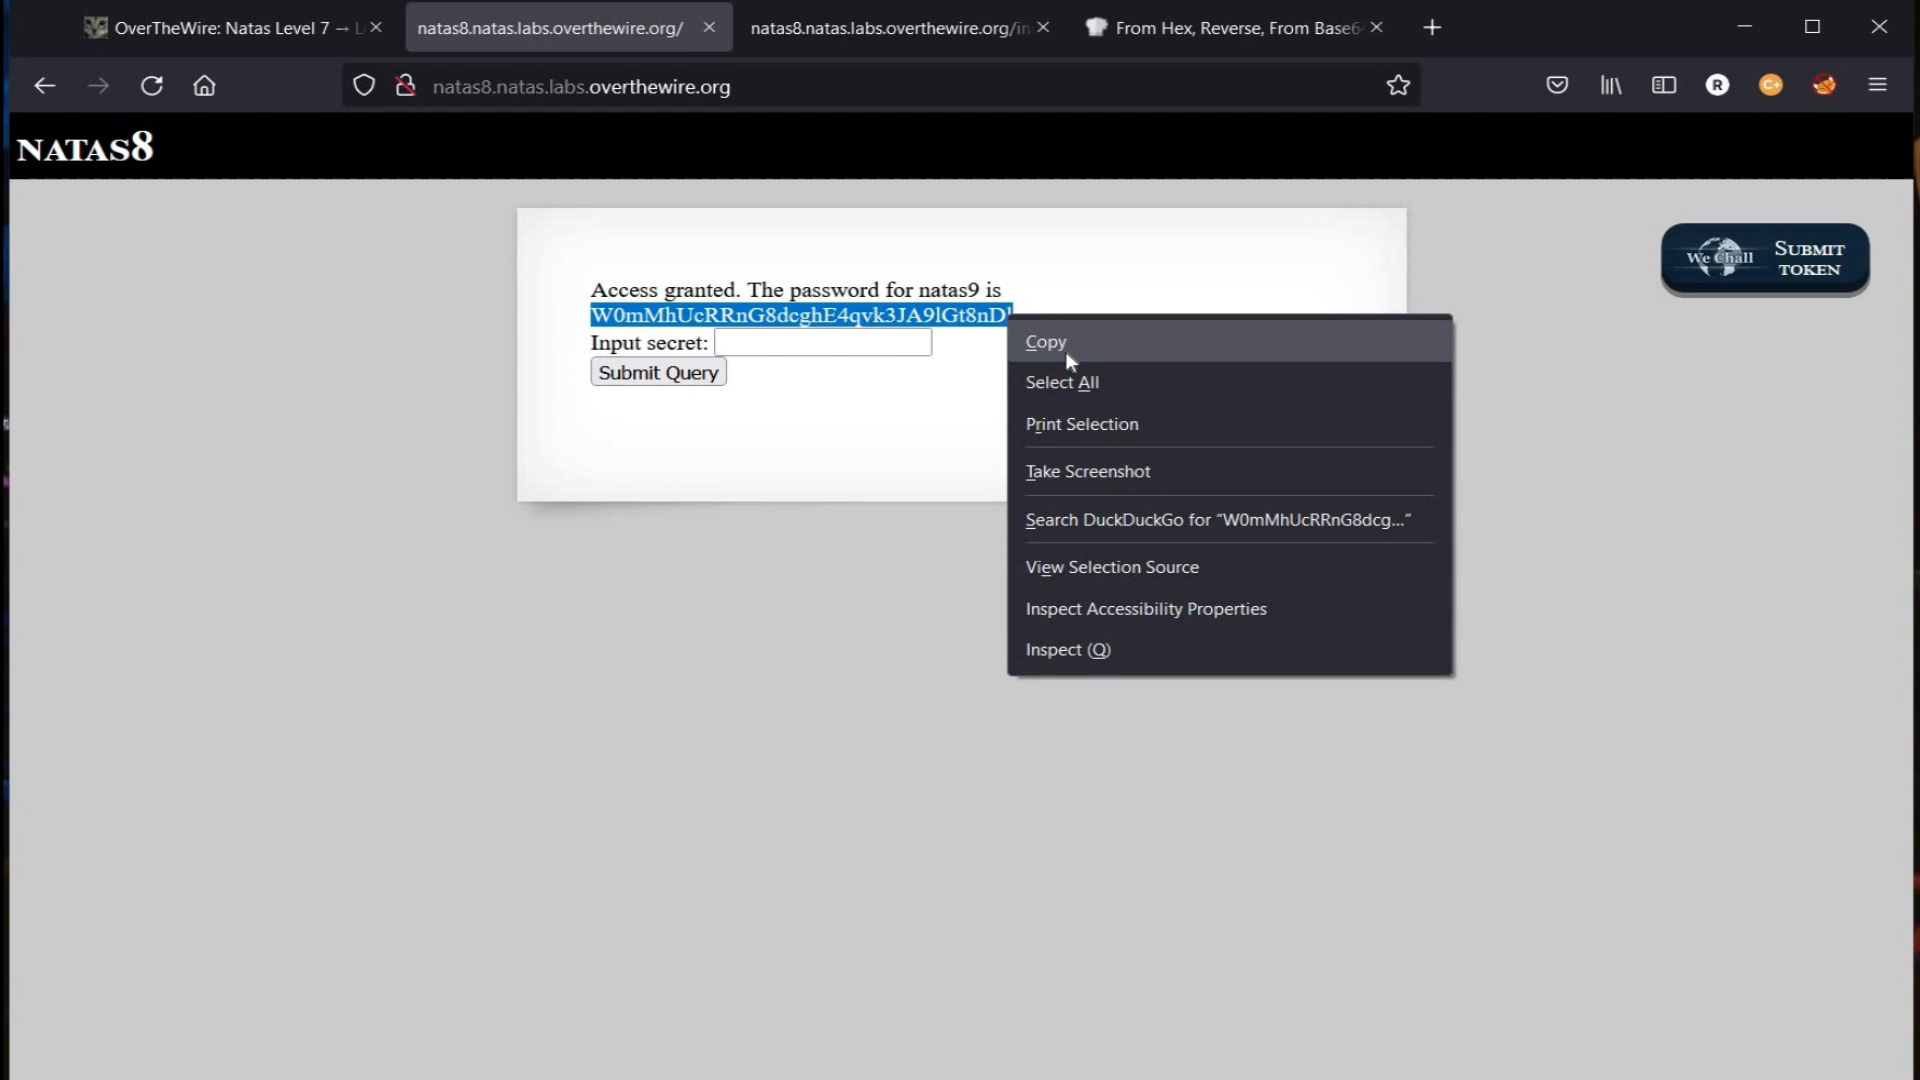 OverTheWire: Natas Level 7 → L
natas8.natas.labs.overthewire.org/
natas8.natas.labs.overthewire.org/in
From Hex, Reverse, From Base6
natas8.natas.labs.overthewire.org
R
C+
NATAS8
We Chall
SUBMIT
TOKEN
Access granted. The password for natas9 is
W0mMhUcRRnG8dcghE4qvk3JA9lGt8nDl
Input secret:
Submit Query
Copy
Select All
Print Selection
Take Screenshot
Search DuckDuckGo for “W0mMhUcRRnG8dcg...”
View Selection Source
Inspect Accessibility Properties
Inspect (Q)